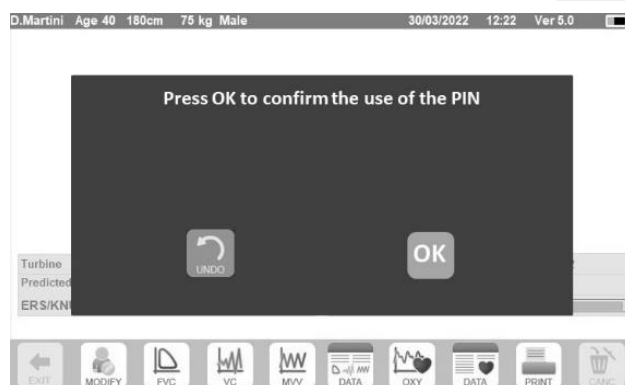 D.Martini Age 40 180cm 75 kg Male 30/03/2022 12:22 Ver 5.0
Press OK to confirm the use of the PIN
UNDO OK
Turbine
Predicted
ERS/KN
EXIT MODIFY FVC VC MVV DATA OXY DATA PRINT CANC